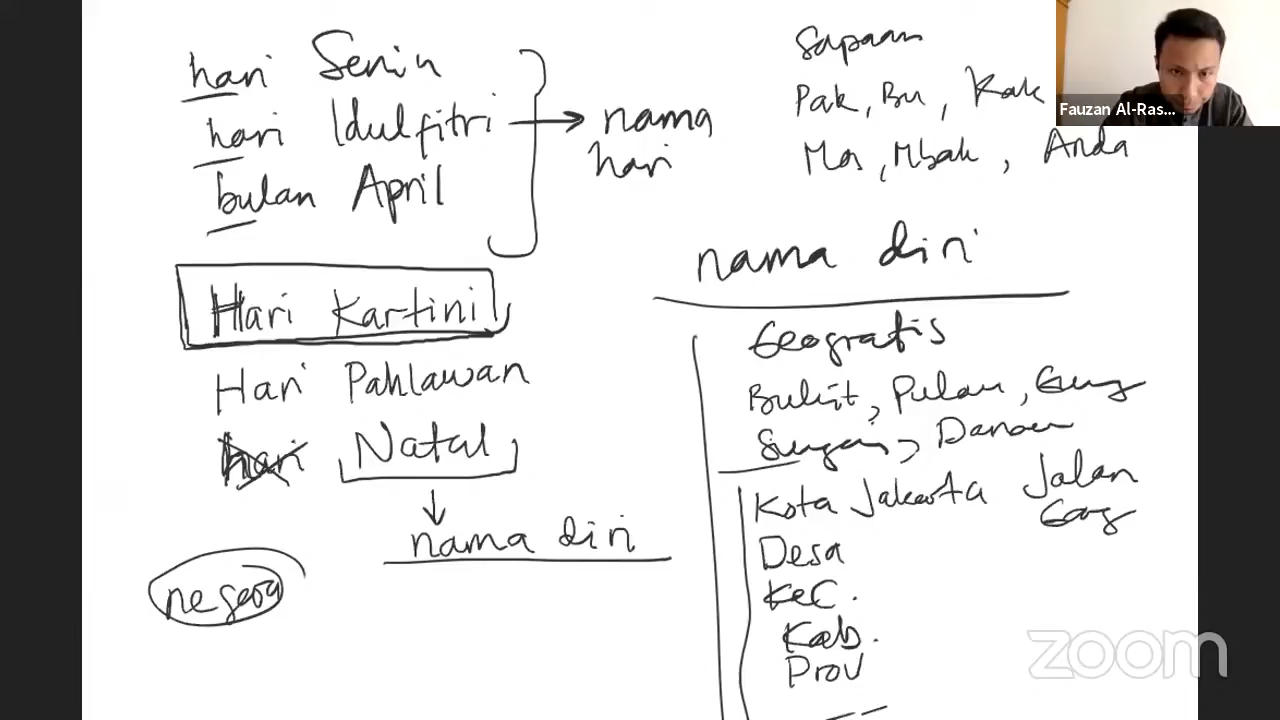 hari Senin
hari Idulfitri
bulan April
nama
hari
Hari Kartini
Hari Pahlawan
hari Natal
nama diri
negara
Sapaan
Pak, Bu, Kak
Mas, Mbak, Anda
nama diri
Geografis
Bukit, Pulau,
Sungai, Danau
Kota Jakarta Jalan
Gang
Desa
Kec.
Kab.
Prov
Fauzan Al-Ras...
zoom